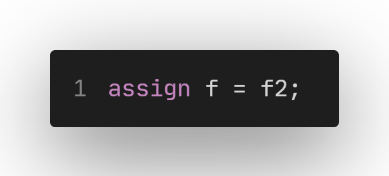 1 assign f = f2;